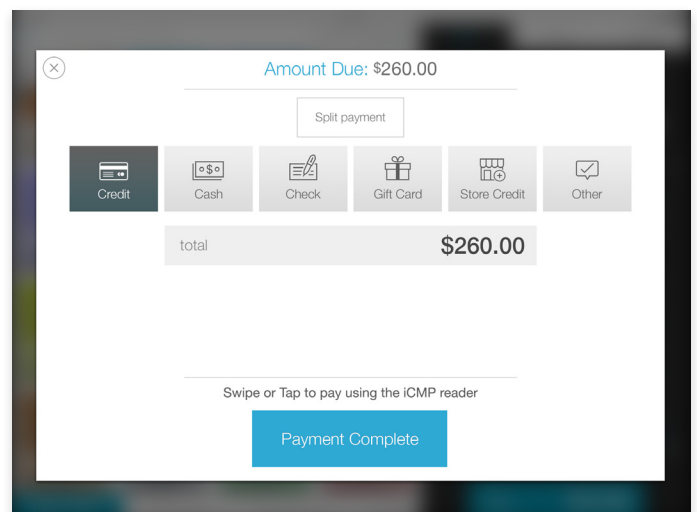 Amount Due: $260.00
Split payment
Credit
Cash
Check
Gift Card
Store Credit
Other
total
$260.00
Swipe or Tap to pay using the iCMP reader
Payment Complete